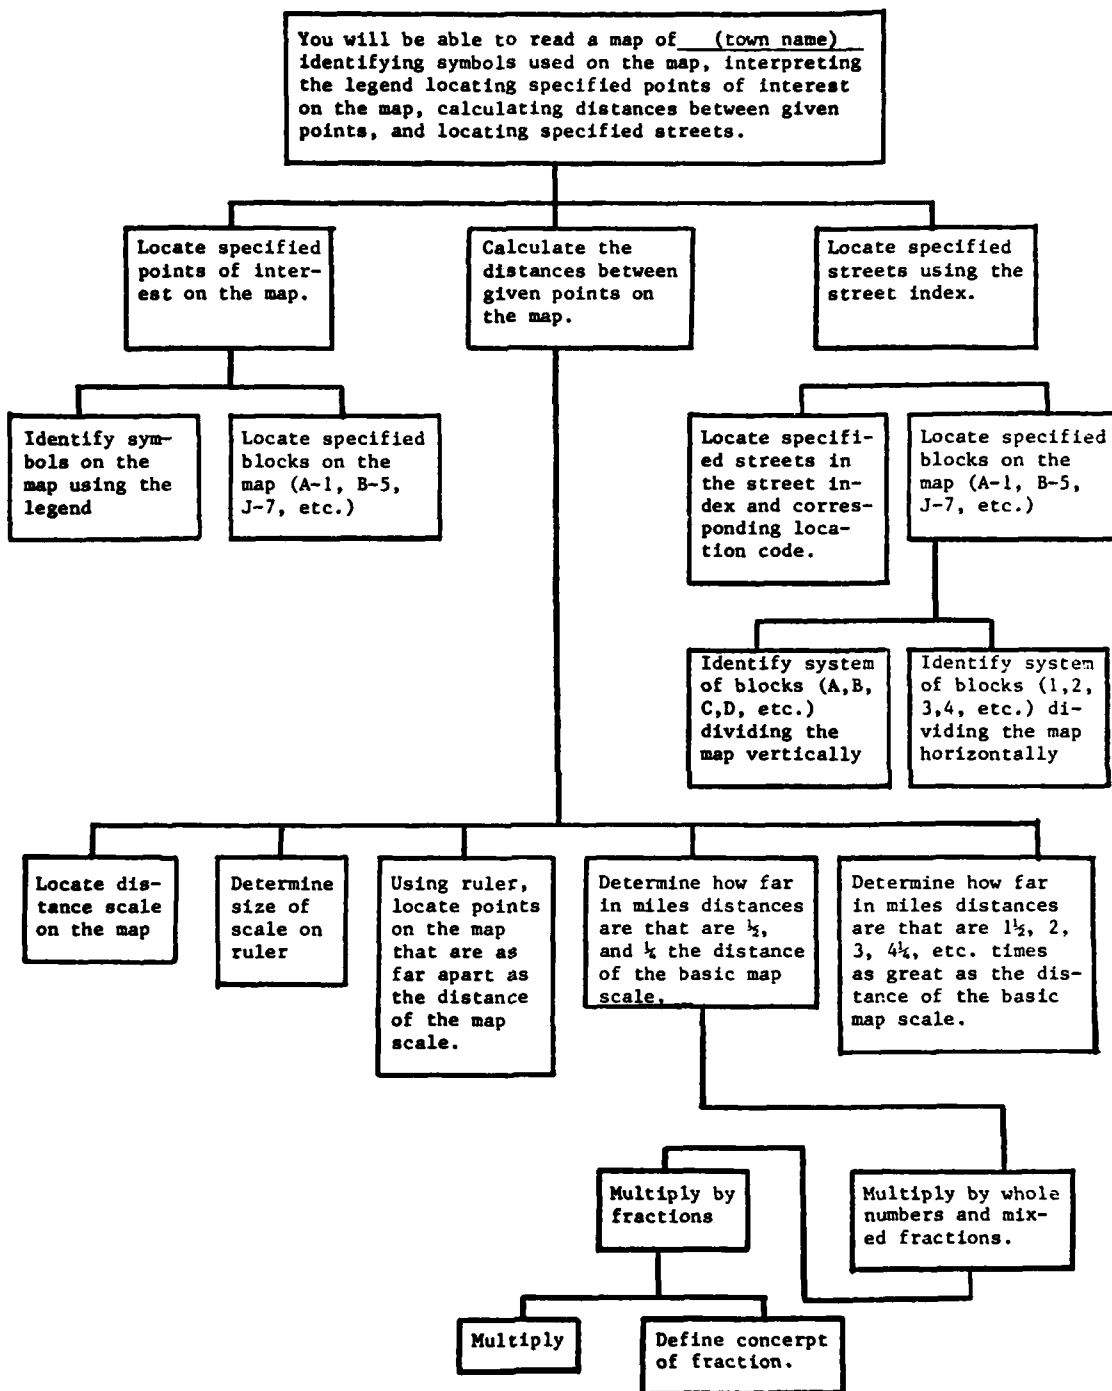 You will be able to read a map of (town name)
identifying symbols used on the map, interpreting
the legend locating specified points of interest
on the map, calculating distances between given
points, and locating specified streets.
Locate specified
points of inter-
est on the map.
Calculate the
distances between
given points on
the map.
Locate specified
streets using the
street index.
Identify sym-
bols on the
map using the
legend
Locate specified
blocks on the
map (A-1, B-5,
J-7, etc.)
Locate specifi-
ed streets in
the street in-
dex and corres-
ponding loca-
tion code.
Locate specified
blocks on the
map (A-1, B-5,
J-7, etc.)
Identify system
of blocks (A,B,
C,D, etc.)
dividing the
map vertically
Identify system
of blocks (1,2,
3,4, etc.) di-
viding the map
horizontally
Locate dis-
tance scale
on the map
Determine
size of
scale on
ruler
Using ruler,
locate points
on the map
that are as
far apart as
the distance
of the map
scale.
Determine how far
in miles distances
are that are ½,
and ¼ the distance
of the basic map
scale.
Determine how far
in miles distances
are that are 1½, 2,
3, 4¼, etc. times
as great as the dis-
tance of the basic
map scale.
Multiply by
fractions
Multiply by whole
numbers and mix-
ed fractions.
Multiply
Define concerpt
of fraction.